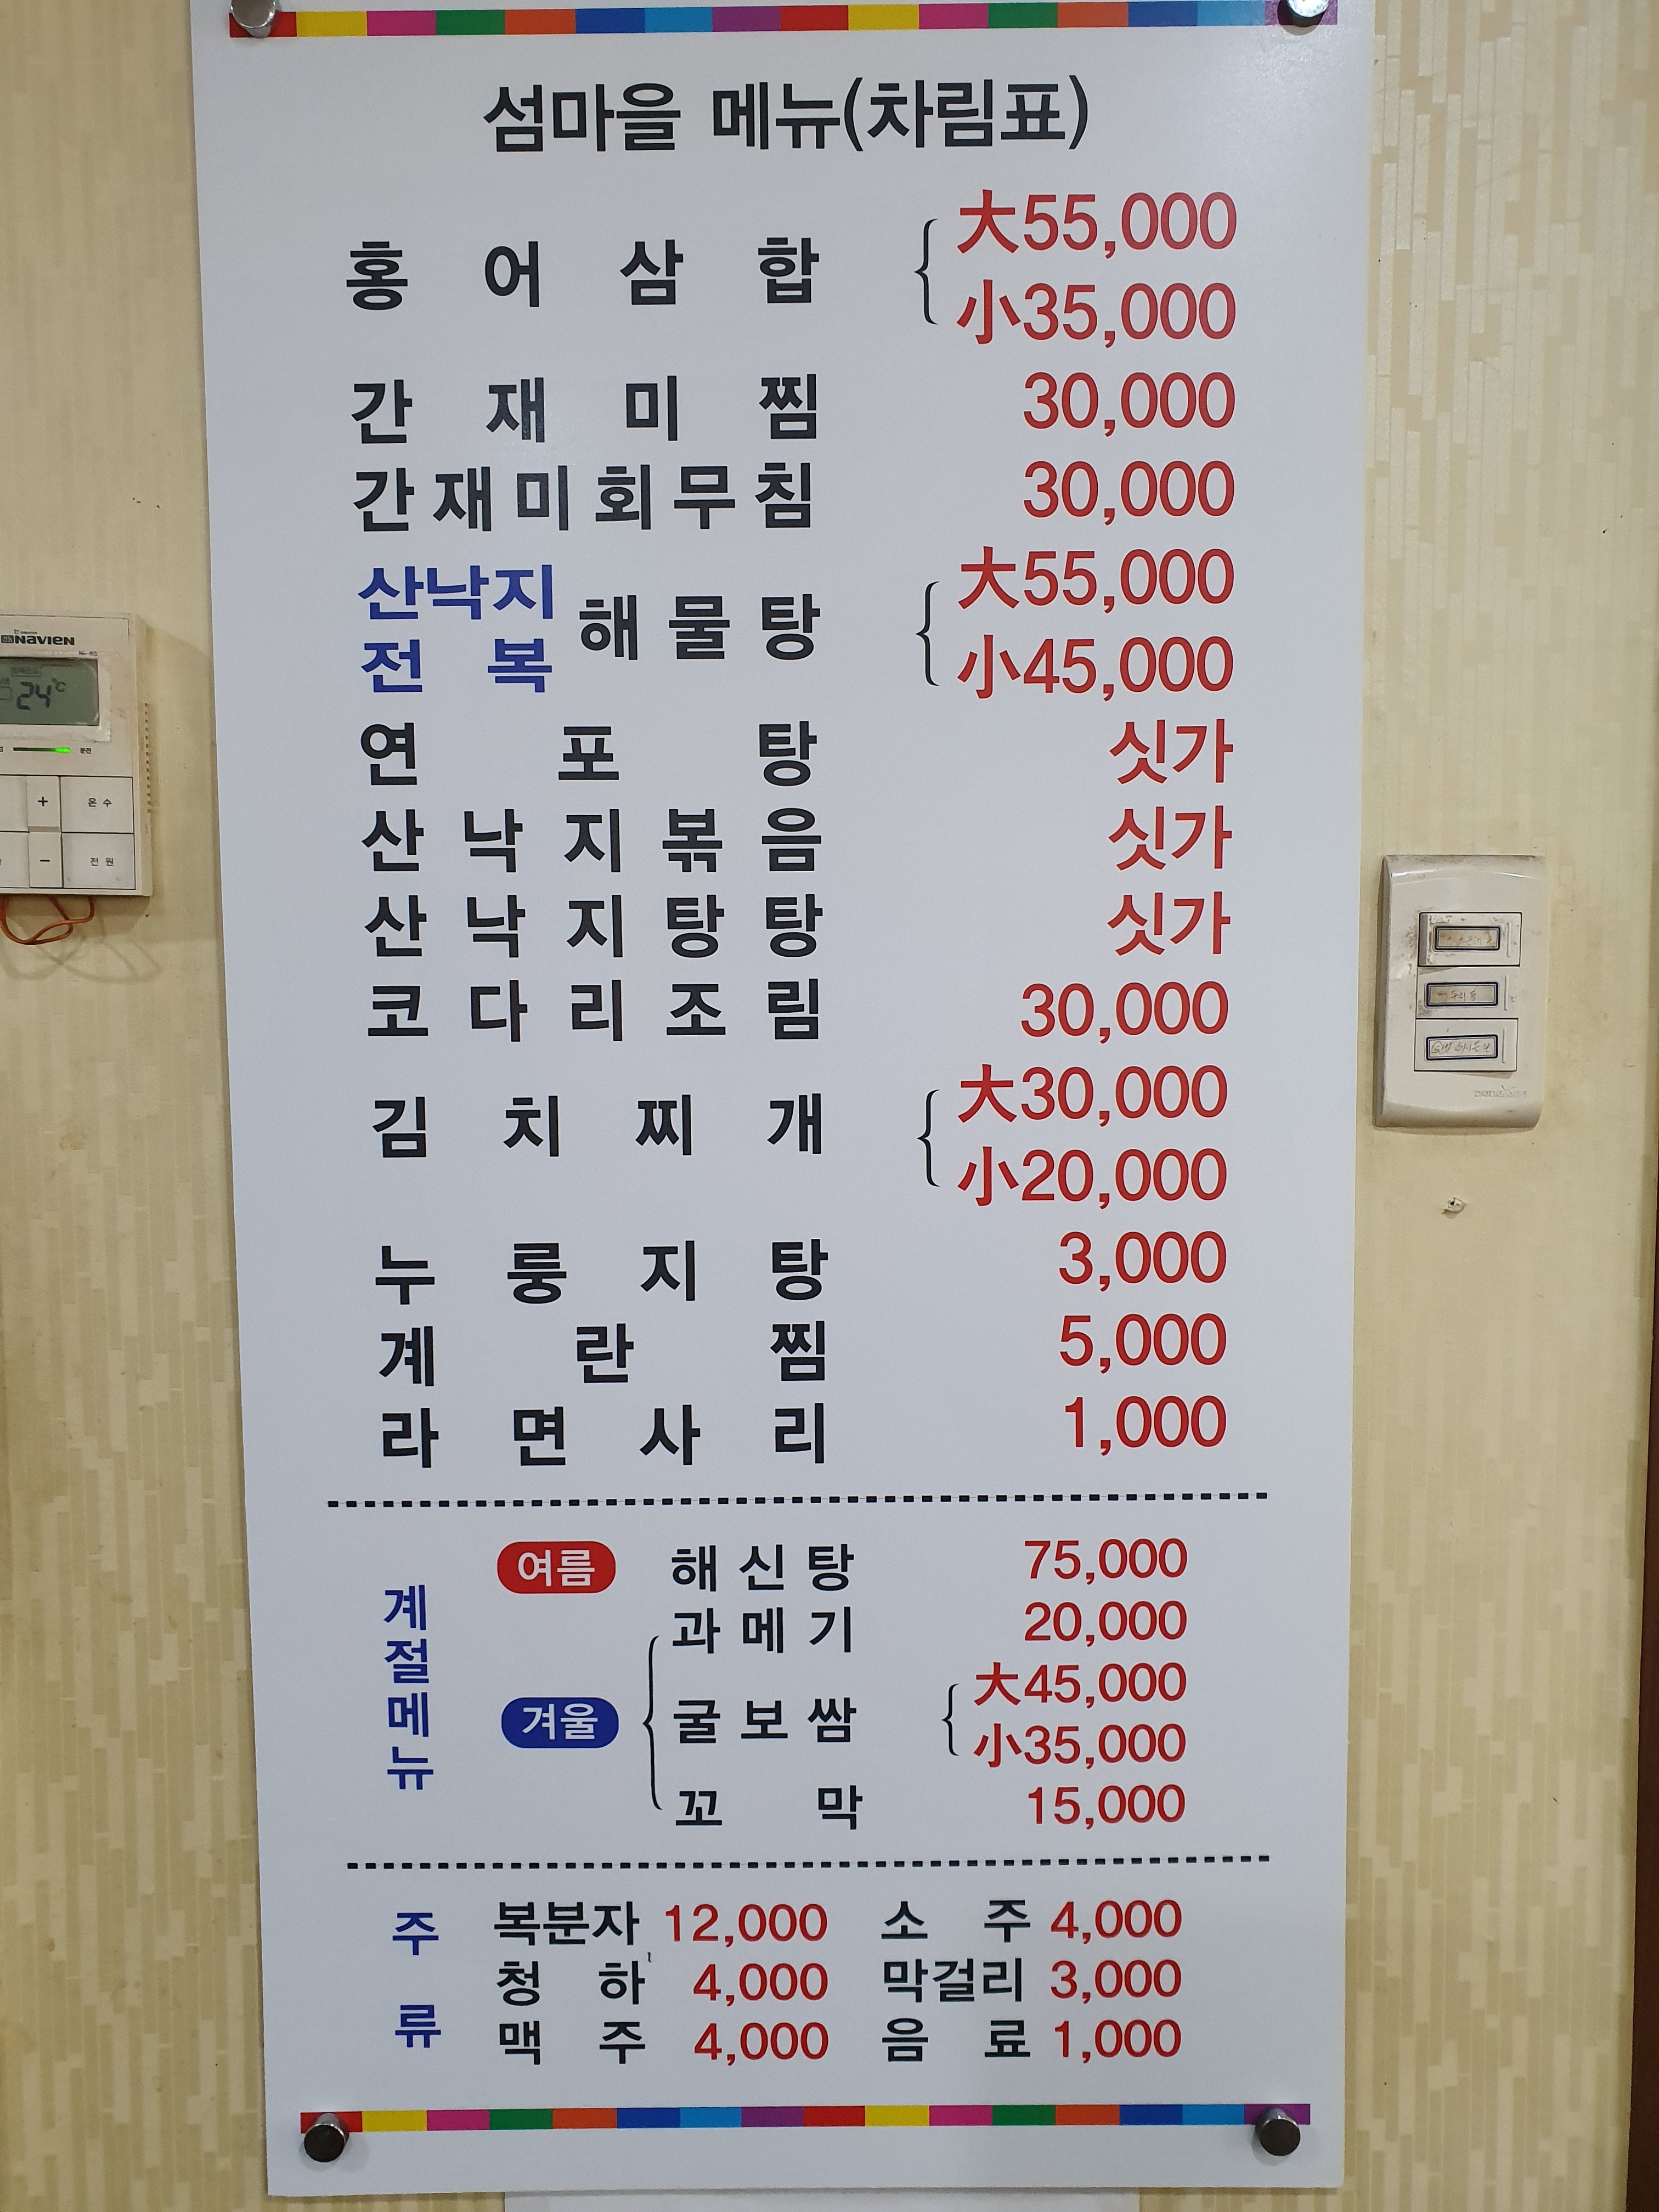 섬마을 메뉴(차림표)
홍어삼합 大55,000
小35,000
간재미찜 30,000
간재미회무침 30,000
산낙지 전복 해물탕 大55,000
小45,000
연포탕 싯가
산낙지볶음 싯가
산낙지탕탕 싯가
코다리조림 30,000
김치찌개 大30,000
小20,000
누룽지탕 3,000
계란찜 5,000
라면사리 1,000
계절메뉴
여름 해신탕 75,000
겨울 과메기 20,000
굴보쌈 大45,000
小35,000
꼬막 15,000
주류
복분자 12,000 소주 4,000
청하 4,000 막걸리 3,000
맥주 4,000 음료 1,000
NAVIEN
24℃
운전
+ 온수
- 전원